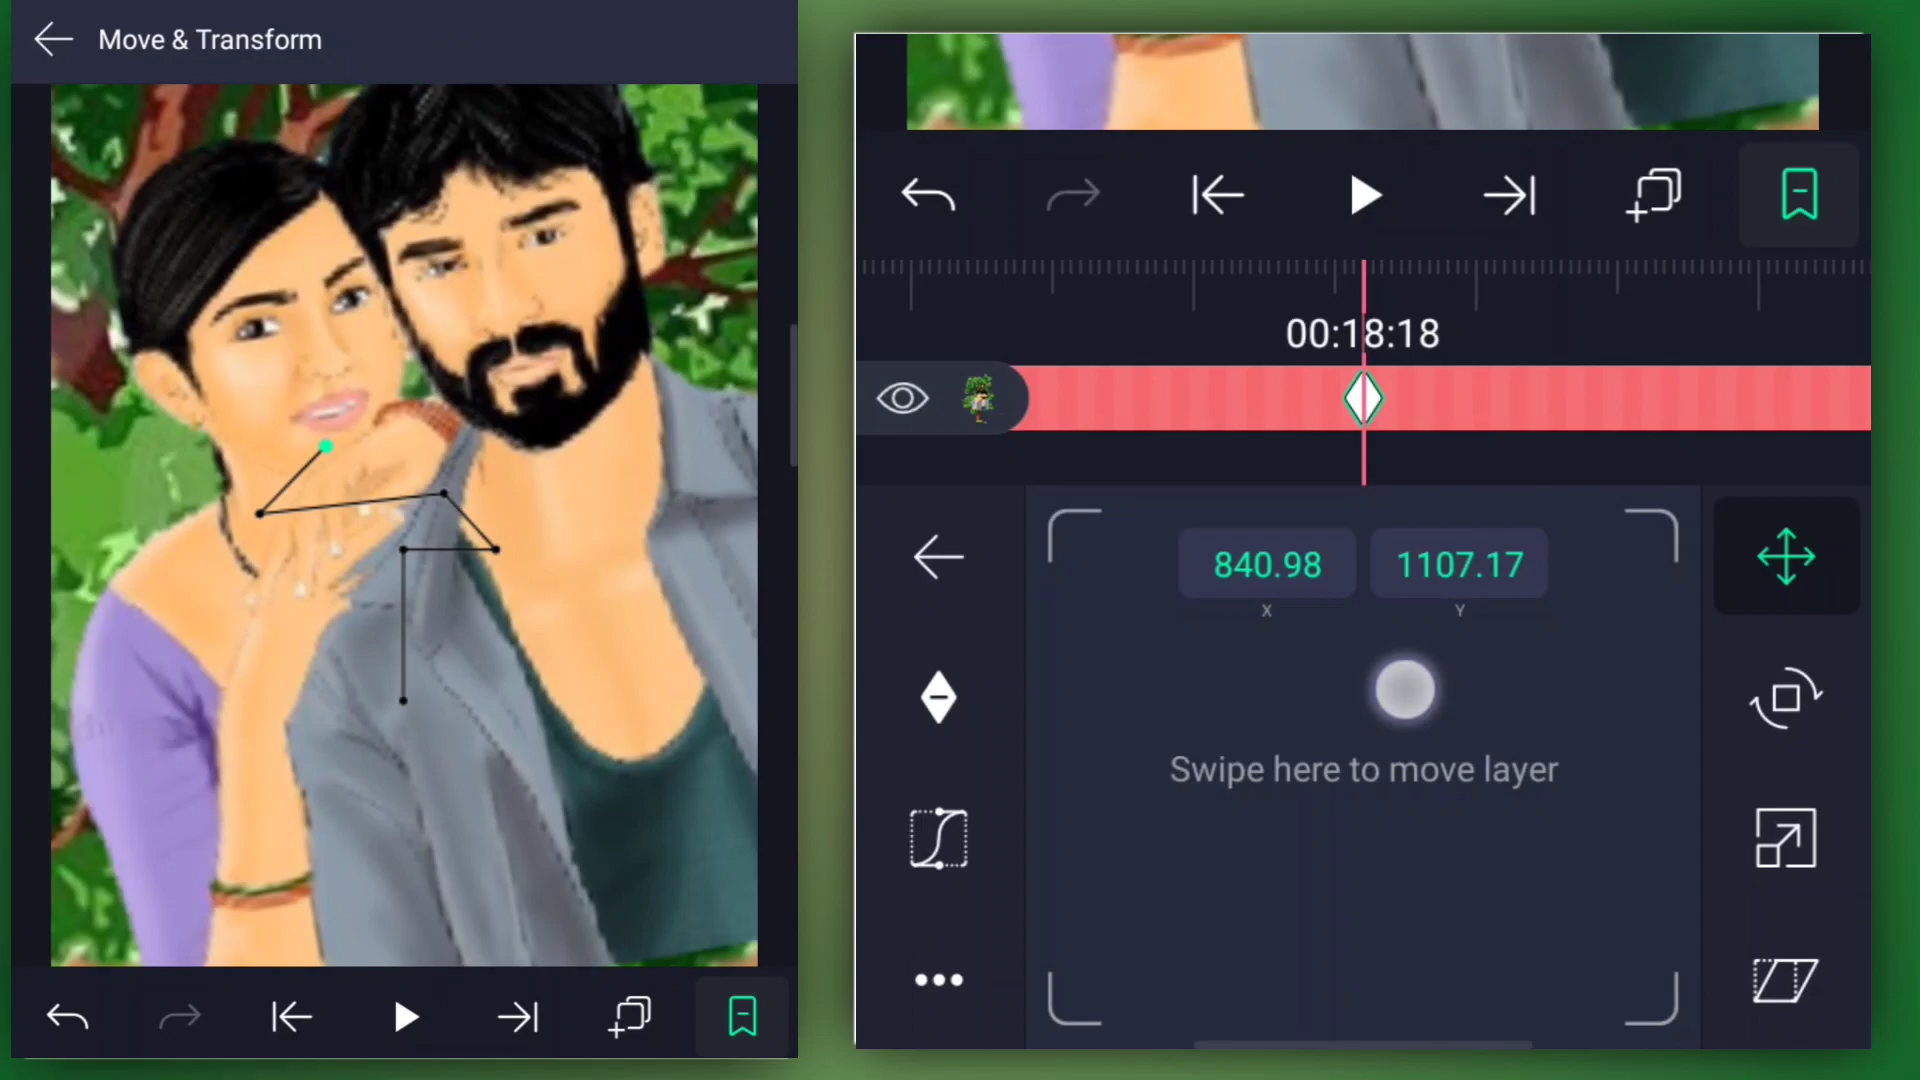 Move & Transform
00:18:18
840.98 1107.17
X Y
Swipe here to move layer